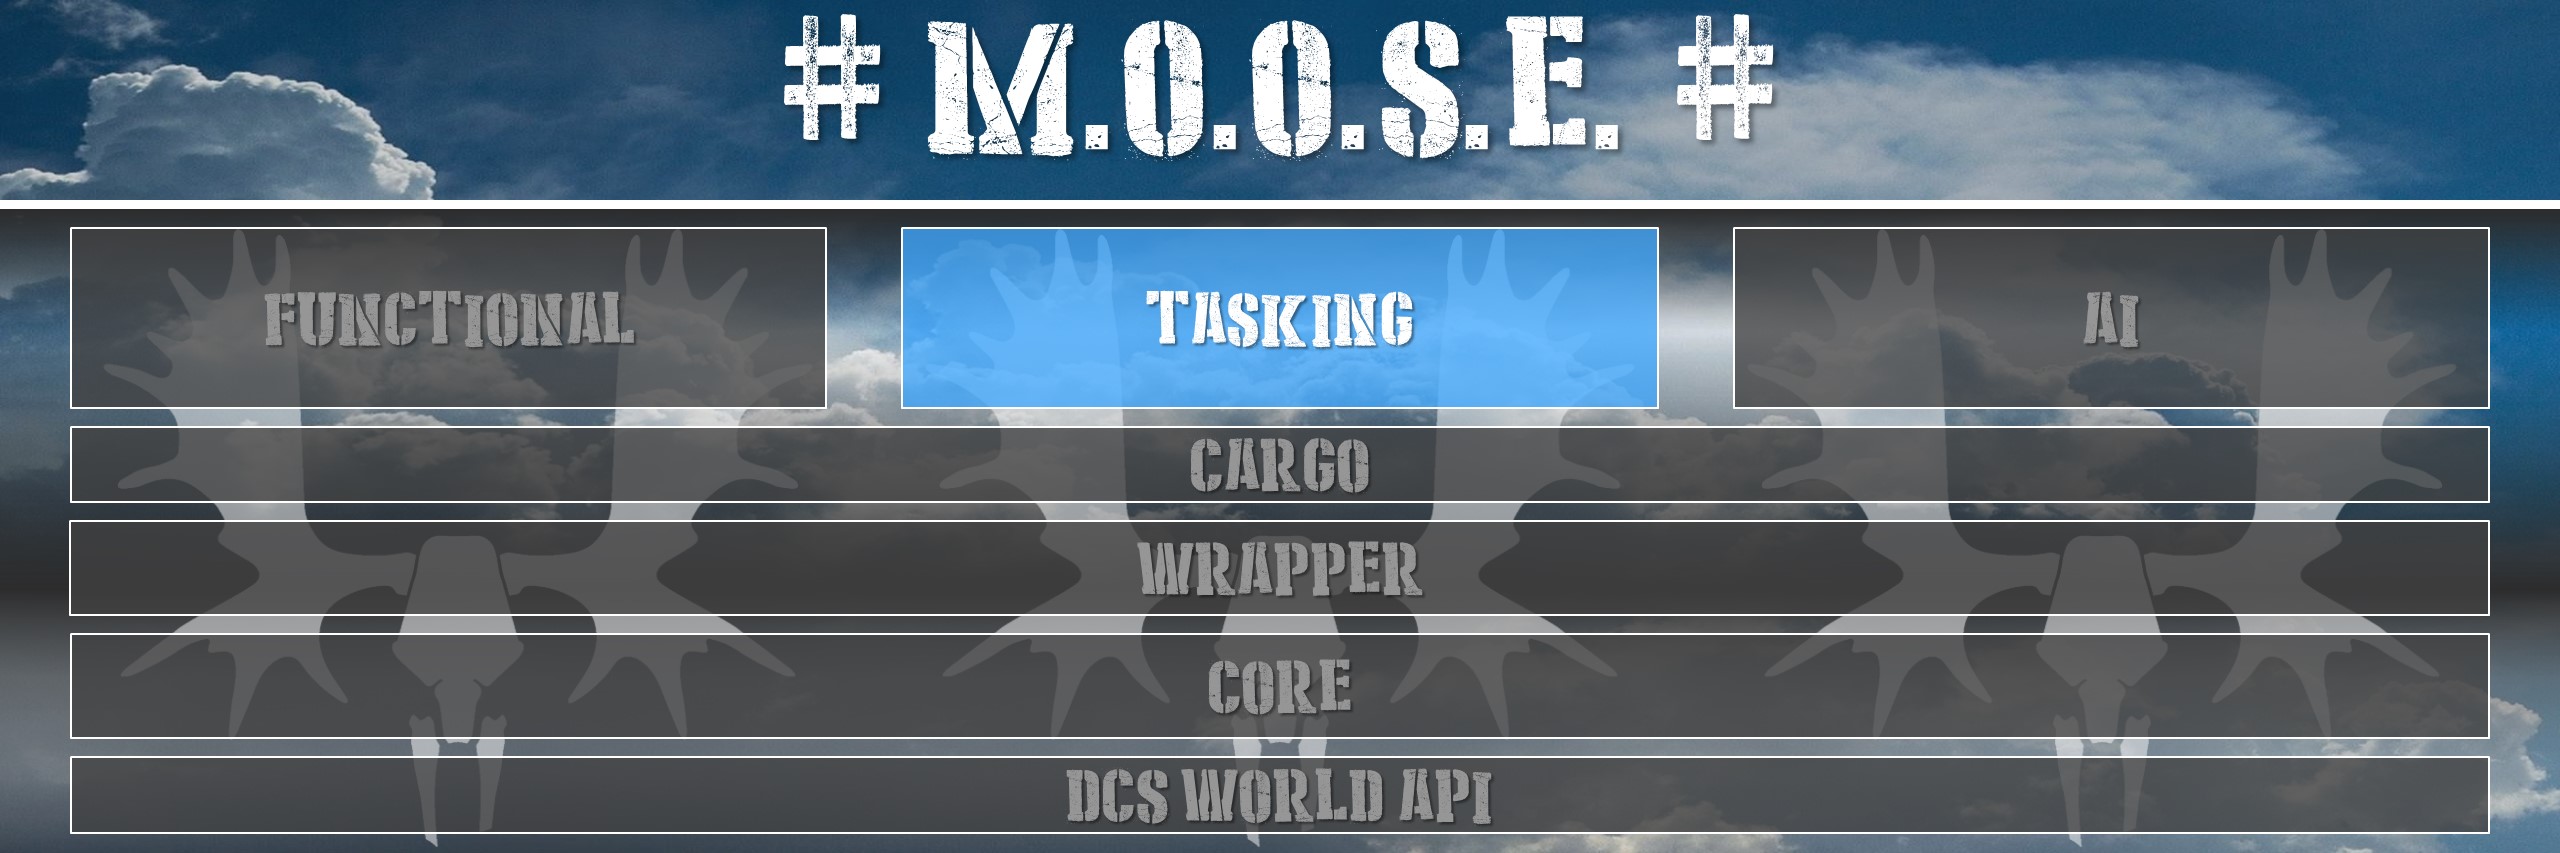 # M.O.O.S.E. #
FUNCTIONAL
TASKING
AI
CARGO
WRAPPER
CORE
DCS WORLD API